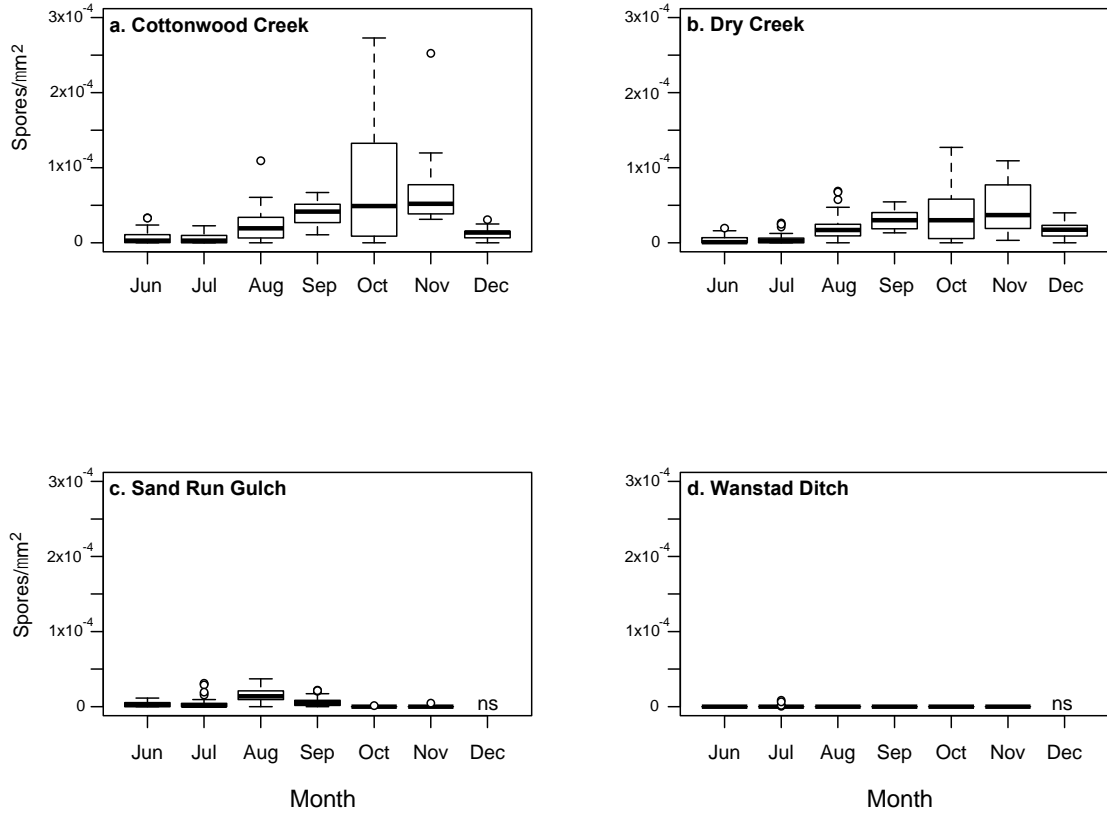 a. Cottonwood Creek
Spores/mm²
3x10⁻⁴
2x10⁻⁴
1x10⁻⁴
0
Jun Jul Aug Sep Oct Nov Dec
b. Dry Creek
3x10⁻⁴
2x10⁻⁴
1x10⁻⁴
0
Jun Jul Aug Sep Oct Nov Dec
c. Sand Run Gulch
Spores/mm²
3x10⁻⁴
2x10⁻⁴
1x10⁻⁴
0
ns
Jun Jul Aug Sep Oct Nov Dec
Month
d. Wanstad Ditch
3x10⁻⁴
2x10⁻⁴
1x10⁻⁴
0
ns
Jun Jul Aug Sep Oct Nov Dec
Month